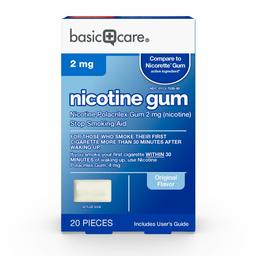 basic care®
Compare to
Nicorette® Gum
active ingredient*
2 mg
nicotine gum
Nicotine Polacrilex Gum 2 mg (nicotine)
Stop Smoking Aid
FOR THOSE WHO SMOKE THEIR FIRST
CIGARETTE MORE THAN 30 MINUTES AFTER
WAKING UP.
If you smoke your first cigarette WITHIN 30
MINUTES of waking up, use Nicotine
Polacrilex Gum, 4 mg
Original
Flavor
actual size
20 PIECES
Includes User's Guide